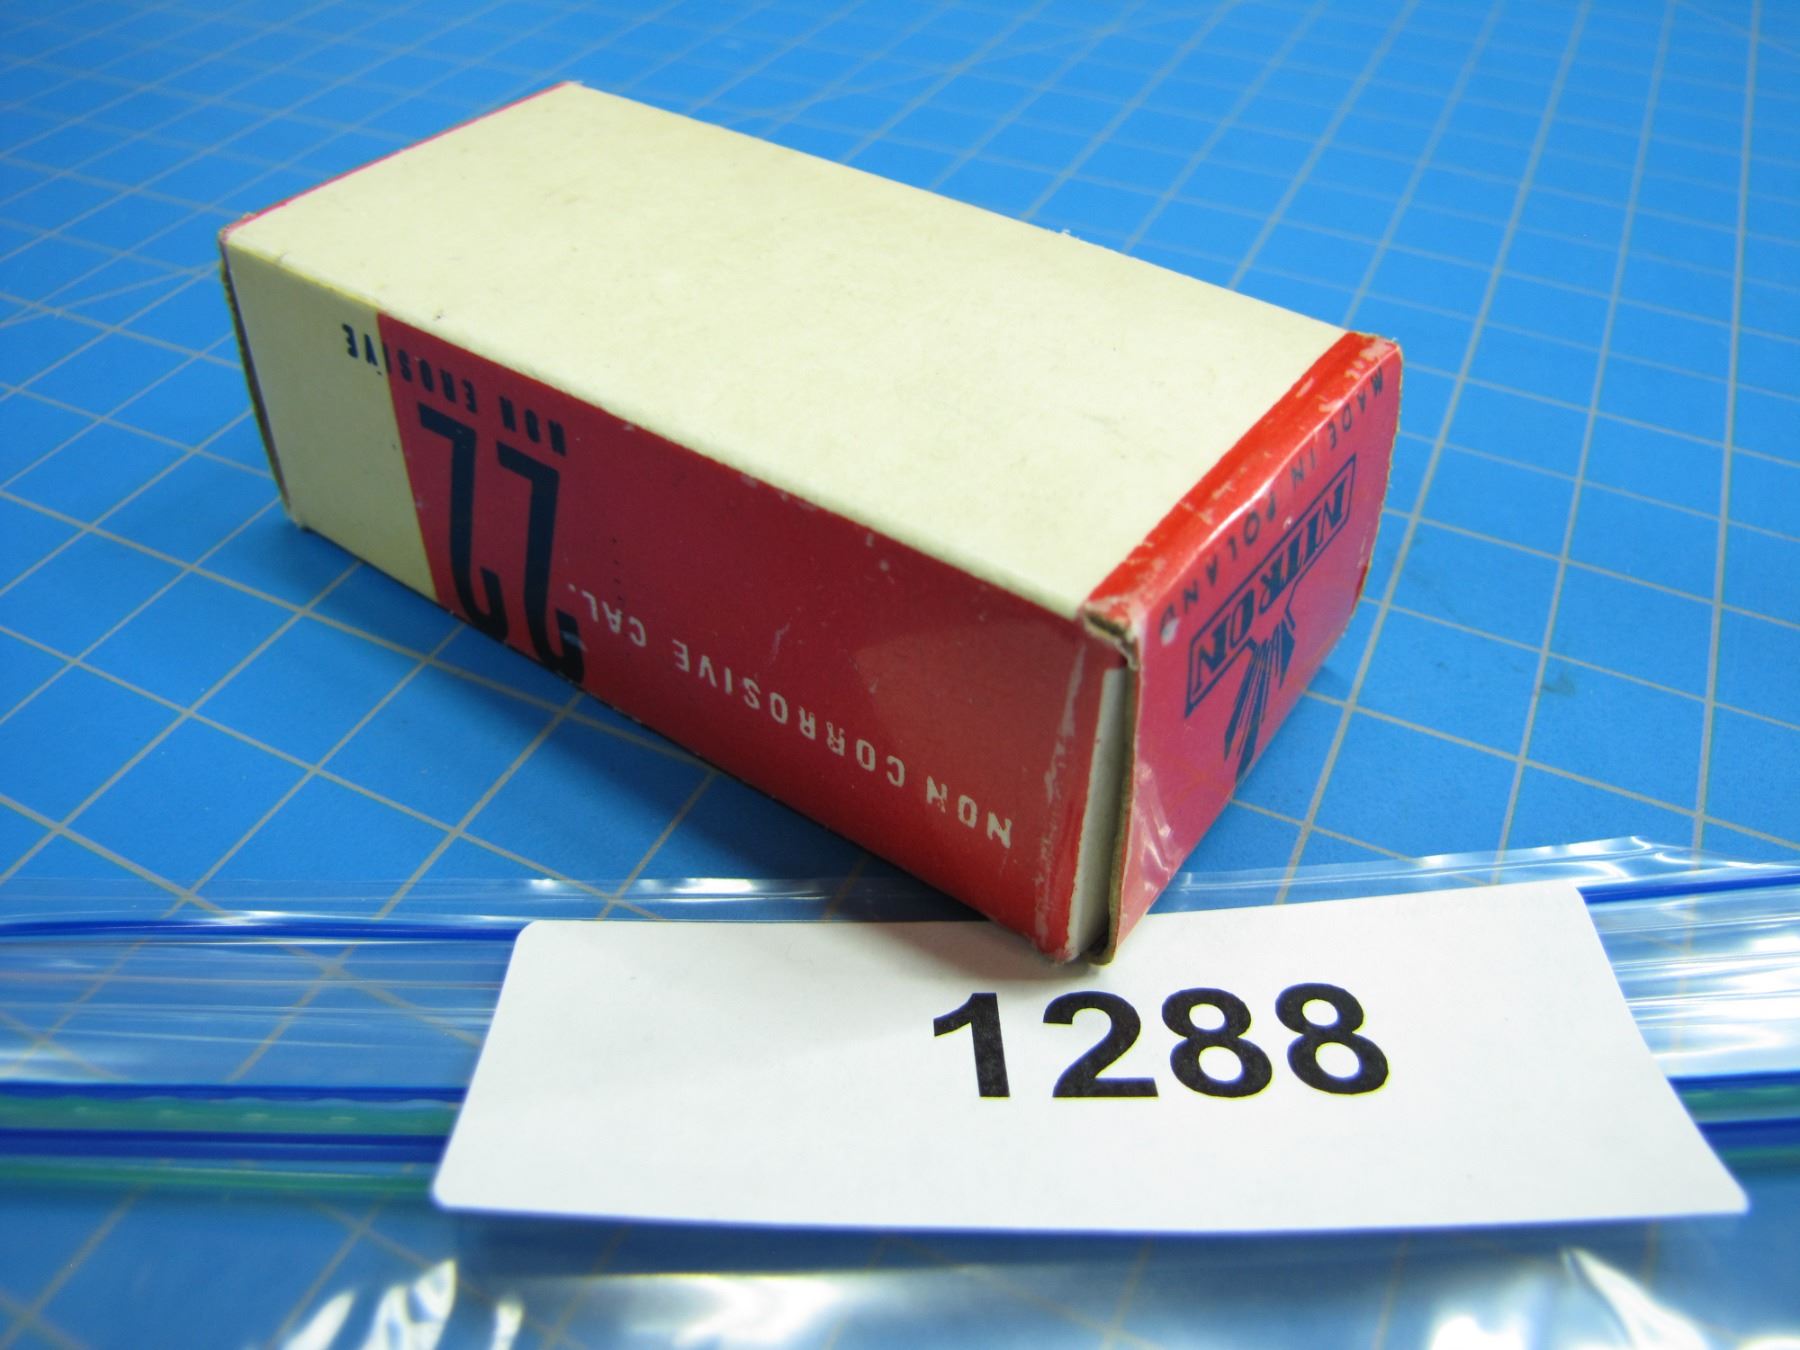 NON EROSIVE
22
NON CORROSIVE CAL.
MADE IN POLAND
NITRON
1288